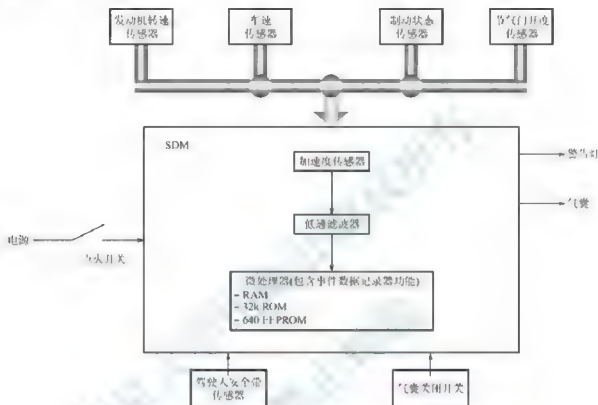 发动机转速
传感器
车速
传感器
制动状态
传感器
节气门开度
传感器
SDM
加速度传感器
警告灯
气囊
低通滤波器
电源
点火开关
微处理器(包含事件数据记录器功能)
– RAM
– 32k ROM
– 640 EEPROM
驾驶人安全带
传感器
气囊关闭开关